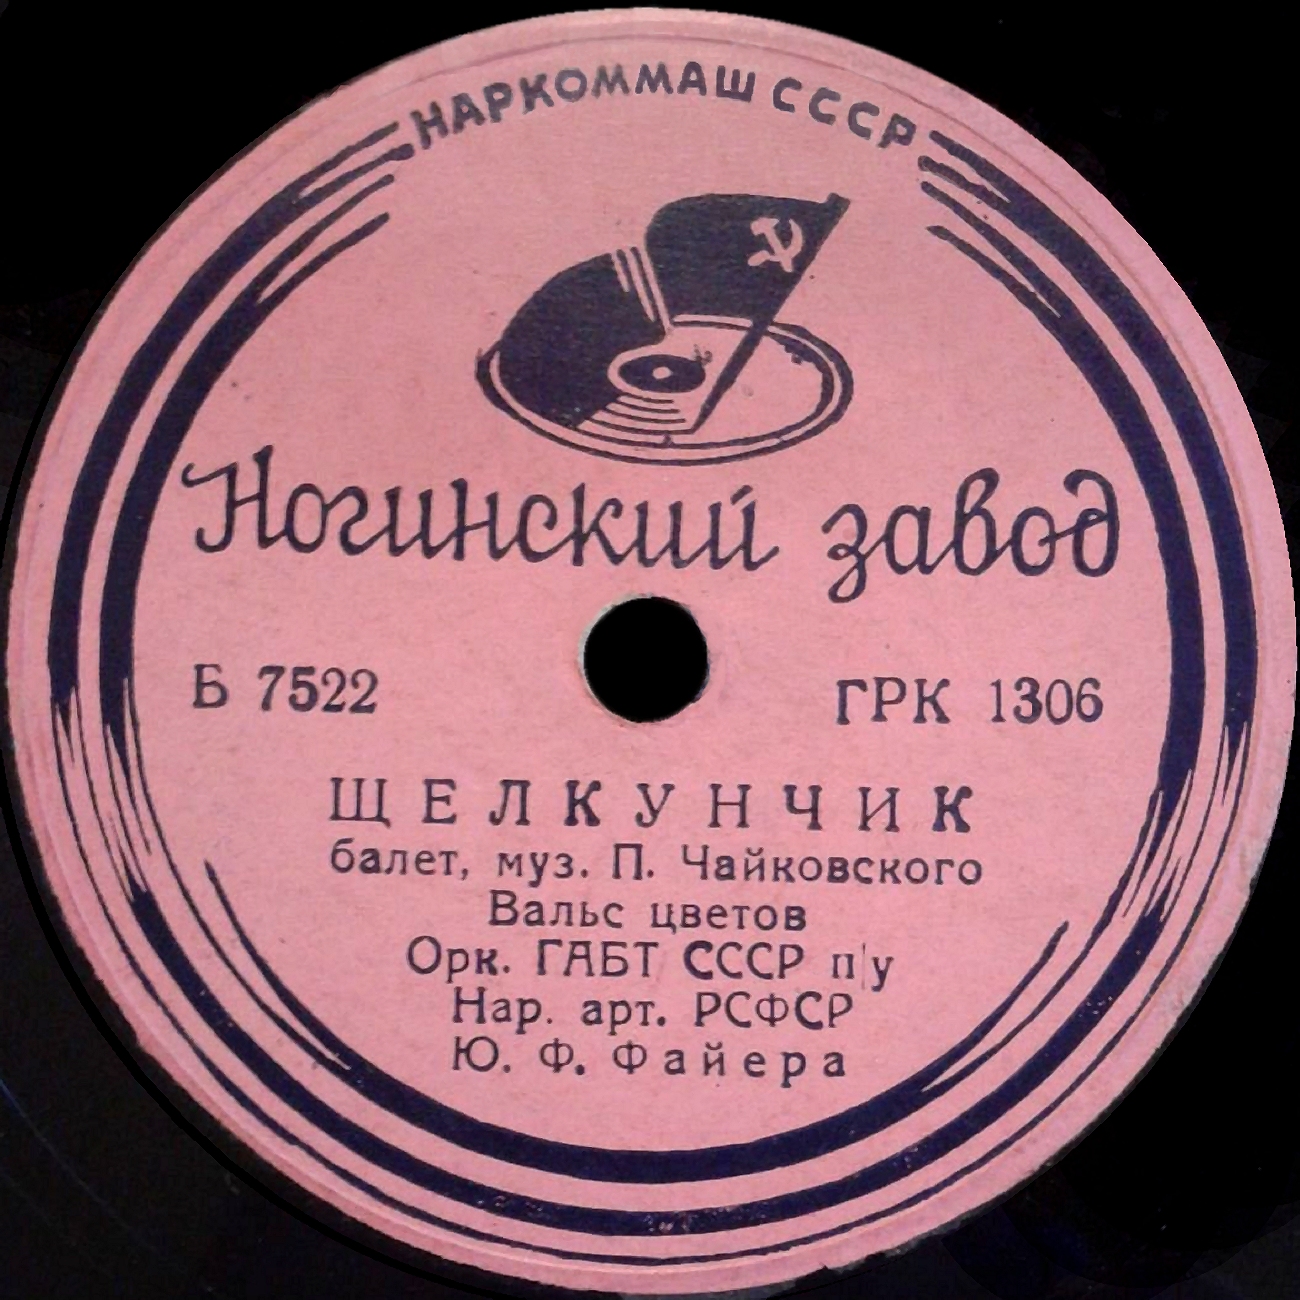 НАРКОММАШ СССР
Ногинский завод
Б 7522 ГРК 1306
ЩЕЛКУНЧИК
балет, муз. П. Чайковского
Вальс цветов
Орк. ГАБТ СССР п/у
Нар. арт. РСФСР
Ю. Ф. Файера